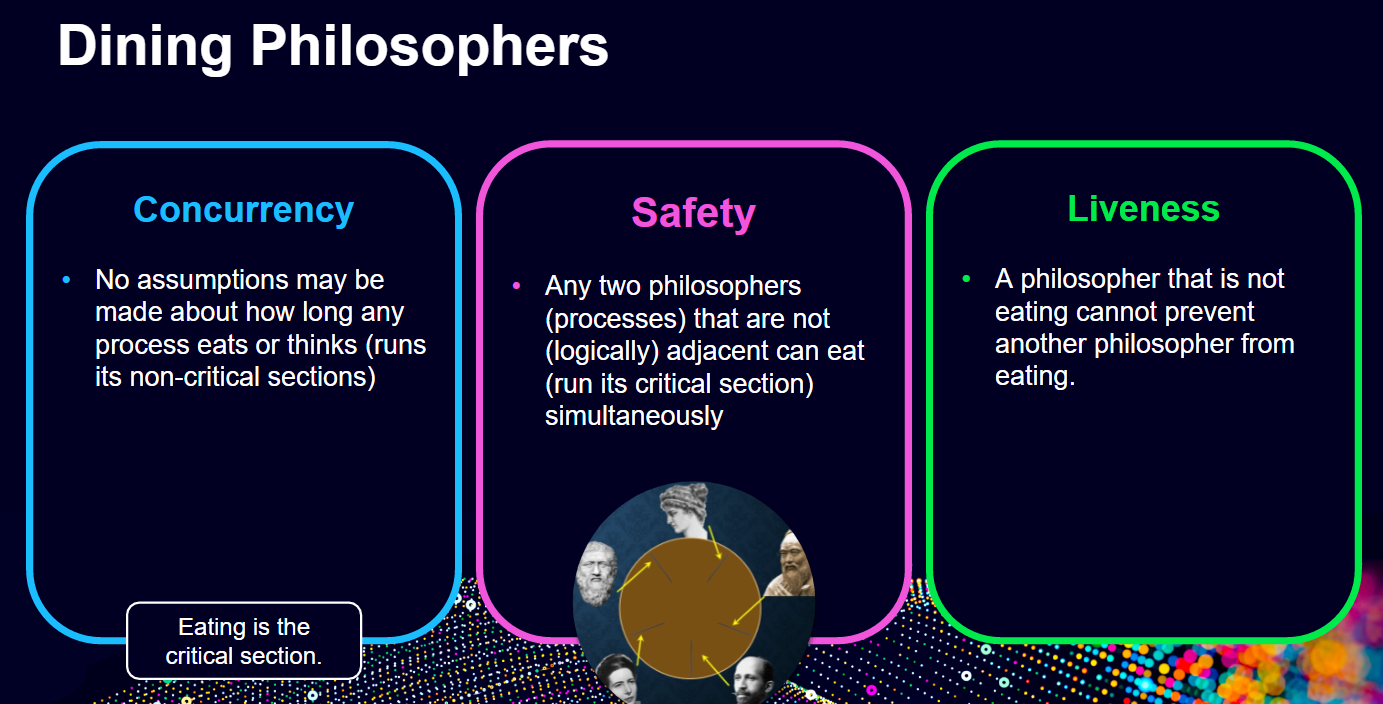 Dining Philosophers
Concurrency
• No assumptions may be
made about how long any
process eats or thinks (runs
its non-critical sections)
Eating is the
critical section.
Safety
• Any two philosophers
(processes) that are not
(logically) adjacent can eat
(run its critical section)
simultaneously
Liveness
• A philosopher that is not
eating cannot prevent
another philosopher from
eating.